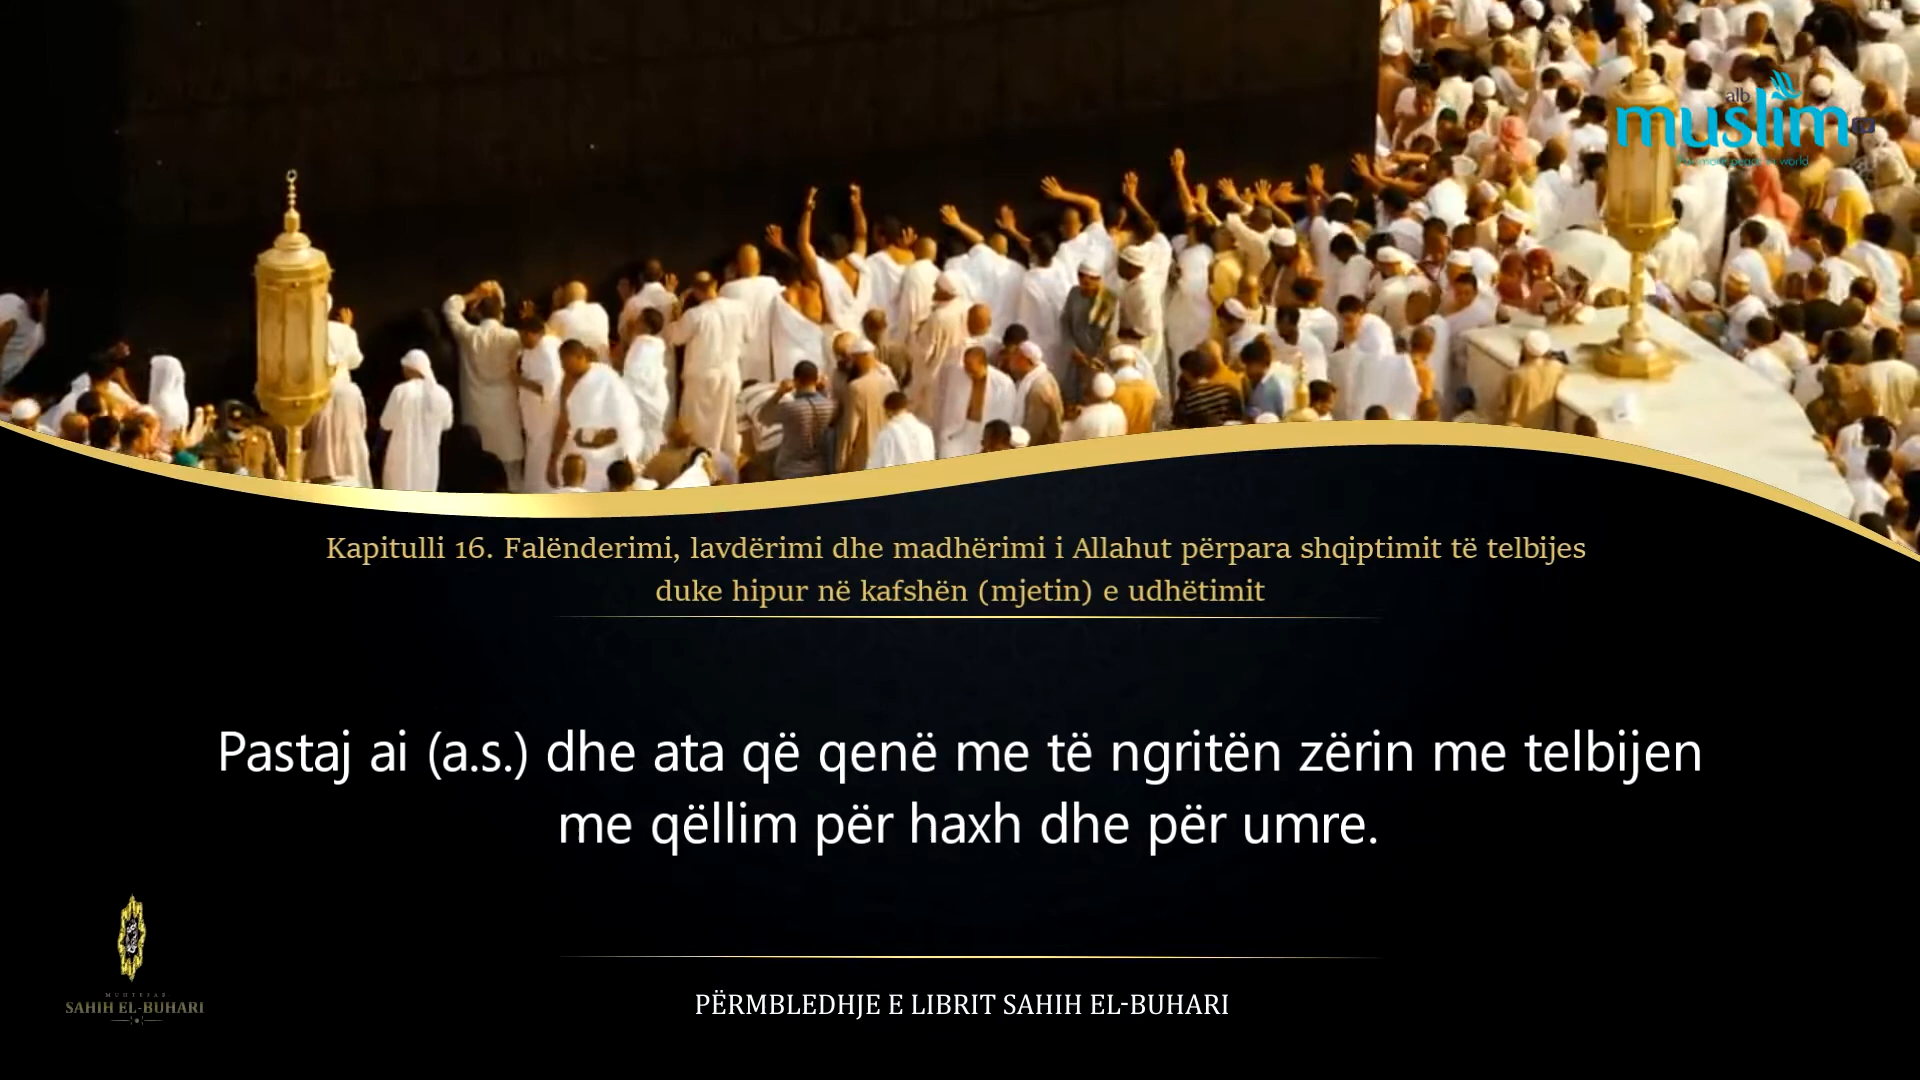 alb
muslim
Kapitulli 16. Falënderimi, lavdërimi dhe madhërimi i Allahut përpara shqiptimit të telbijes
duke hipur në kafshën (mjetin) e udhëtimit
Pastaj ai (a.s.) dhe ata që qenë me të ngritën zërin me telbijen
me qëllim për haxh dhe për umre.
MUHTESAR
SAHIH EL-BUHARI
PËRMBLEDHJE E LIBRIT SAHIH EL-BUHARI